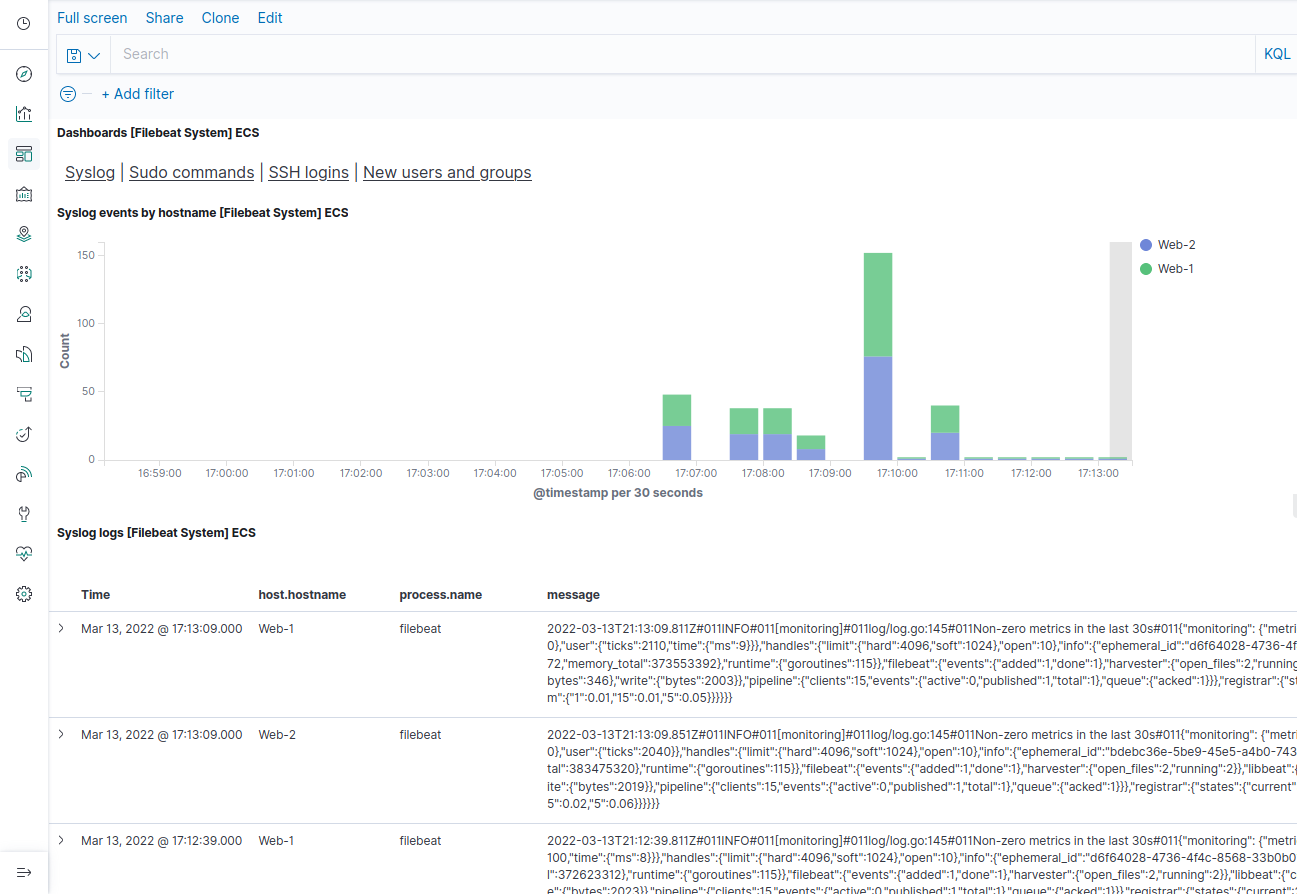 Full screen Share Clone Edit
Search KQL
+ Add filter
Dashboards [Filebeat System] ECS
Syslog | Sudo commands | SSH logins | New users and groups
Syslog events by hostname [Filebeat System] ECS
150
100
50
0
Count
16:59:00 17:00:00 17:01:00 17:02:00 17:03:00 17:04:00 17:05:00 17:06:00 17:07:00 17:08:00 17:09:00 17:10:00 17:11:00 17:12:00 17:13:00
@timestamp per 30 seconds
Web-2
Web-1
Syslog logs [Filebeat System] ECS
Time host.hostname process.name message
Mar 13, 2022 @ 17:13:09.000 Web-1 filebeat 2022-03-13T21:13:09.811Z#011INFO#011[monitoring]#011log/log.go:145#011Non-zero metrics in the last 30s#011{"monitoring": {"metri
0},"user":{"ticks":2110,"time":{"ms":9}}},"handles":{"limit":{"hard":4096,"soft":1024},"open":10},"info":{"ephemeral_id":"d6f64028-4736-4f
72,"memory_total":373553392},"runtime":{"goroutines":115}},"filebeat":{"events":{"added":1,"done":1},"harvester":{"open_files":2,"running
bytes":346},"write":{"bytes":2003}},"pipeline":{"clients":15,"events":{"active":0,"published":1,"total":1},"queue":{"acked":1}}},"registrar":{"st
m":{"1":0.01,"15":0.01,"5":0.05}}}}}}
Mar 13, 2022 @ 17:13:09.000 Web-2 filebeat 2022-03-13T21:13:09.851Z#011INFO#011[monitoring]#011log/log.go:145#011Non-zero metrics in the last 30s#011{"monitoring": {"metri
0},"user":{"ticks":2040}},"handles":{"limit":{"hard":4096,"soft":1024},"open":10},"info":{"ephemeral_id":"bdebc36e-5be9-45e5-a4b0-743
tal":383475320},"runtime":{"goroutines":115}},"filebeat":{"events":{"added":1,"done":1},"harvester":{"open_files":2,"running":2}},"libbeat":{
ite":{"bytes":2019}},"pipeline":{"clients":15,"events":{"active":0,"published":1,"total":1},"queue":{"acked":1}}},"registrar":{"states":{"current"
5":0.02,"5":0.06}}}}}}
Mar 13, 2022 @ 17:12:39.000 Web-1 filebeat 2022-03-13T21:12:39.811Z#011INFO#011[monitoring]#011log/log.go:145#011Non-zero metrics in the last 30s#011{"monitoring": {"metri
100,"time":{"ms":8}}},"handles":{"limit":{"hard":4096,"soft":1024},"open":10},"info":{"ephemeral_id":"d6f64028-4736-4f4c-8568-33b0b0
l":372623312},"runtime":{"goroutines":115}},"filebeat":{"events":{"added":1,"done":1},"harvester":{"open_files":2,"running":2}},"libbeat":{"c
e":{"bytes":2023}},"pipeline":{"clients":15,"events":{"active":0,"published":1,"total":1},"queue":{"acked":1}}},"registrar":{"states":{"current":